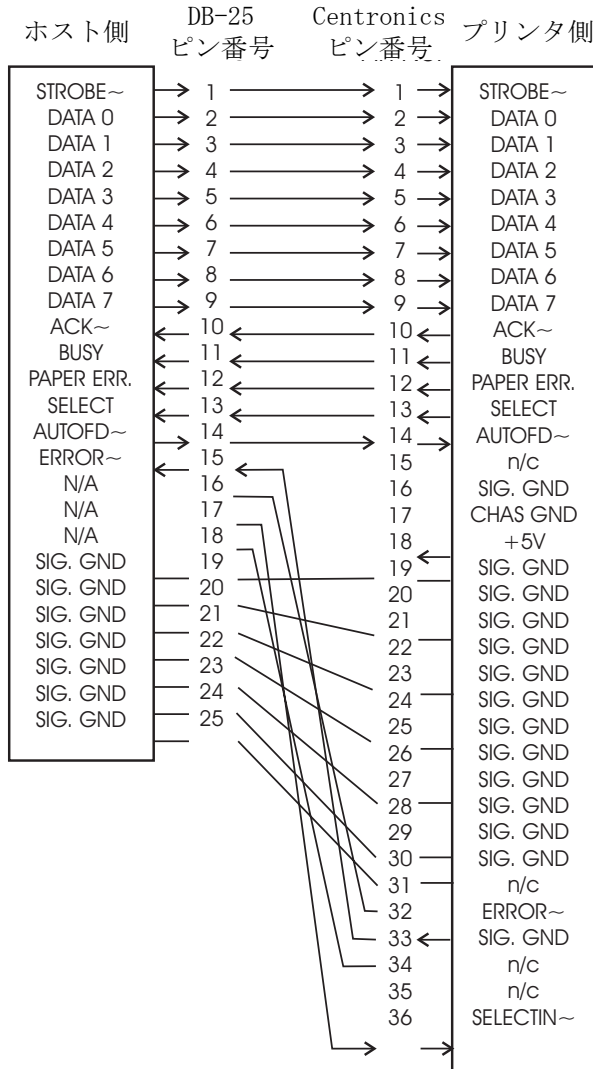 ホスト側 DB-25 ピン番号 Centronics ピン番号 プリンタ側
STROBE~ 1 1 STROBE~
DATA 0 2 2 DATA 0
DATA 1 3 3 DATA 1
DATA 2 4 4 DATA 2
DATA 3 5 5 DATA 3
DATA 4 6 6 DATA 4
DATA 5 7 7 DATA 5
DATA 6 8 8 DATA 6
DATA 7 9 9 DATA 7
ACK~ 10 10 ACK~
BUSY 11 11 BUSY
PAPER ERR. 12 12 PAPER ERR.
SELECT 13 13 SELECT
AUTOFD~ 14 14 AUTOFD~
ERROR~ 15 15 n/c
N/A 16 16 SIG. GND
N/A 17 17 CHAS GND
N/A 18 18 +5V
SIG. GND 19 19 SIG. GND
SIG. GND 20 20 SIG. GND
SIG. GND 21 21 SIG. GND
SIG. GND 22 22 SIG. GND
SIG. GND 23 23 SIG. GND
SIG. GND 24 24 SIG. GND
SIG. GND 25 25 SIG. GND
26 SIG. GND
27 SIG. GND
28 SIG. GND
29 SIG. GND
30 SIG. GND
31 n/c
32 ERROR~
33 SIG. GND
34 n/c
35 n/c
36 SELECTIN~